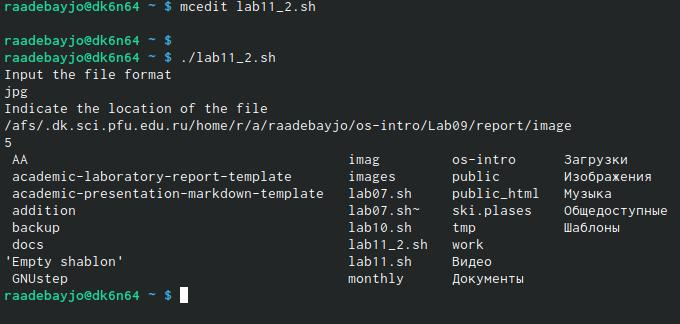 raadebayjo@dk6n64 ~ $ mcedit lab11_2.sh
raadebayjo@dk6n64 ~ $
raadebayjo@dk6n64 ~ $ ./lab11_2.sh
Input the file format
jpg
Indicate the location of the file
/afs/.dk.sci.pfu.edu.ru/home/r/a/raadebayjo/os-intro/Lab09/report/image
5
AA imag os-intro Загрузки
academic-laboratory-report-template images public Изображения
academic-presentation-markdown-template lab07.sh public_html Музыка
addition lab07.sh~ ski.plases Общедоступные
backup lab10.sh tmp Шаблоны
docs lab11_2.sh work
'Empty shablon' lab11.sh Видео
GNUstep monthly Документы
raadebayjo@dk6n64 ~ $